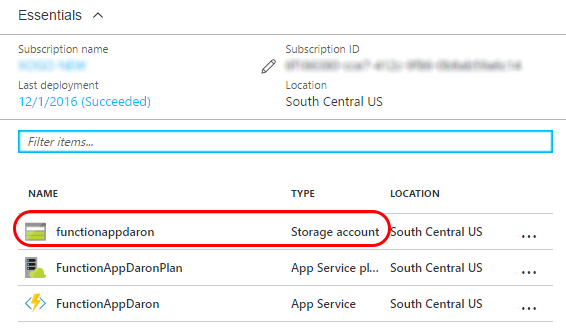 Essentials
Subscription name Subscription ID
Last deployment Location
12/1/2016 (Succeeded) South Central US
Filter items...
NAME TYPE LOCATION
functionappdaron Storage account South Central US ...
FunctionAppDaronPlan App Service pl... South Central US ...
FunctionAppDaron App Service South Central US ...